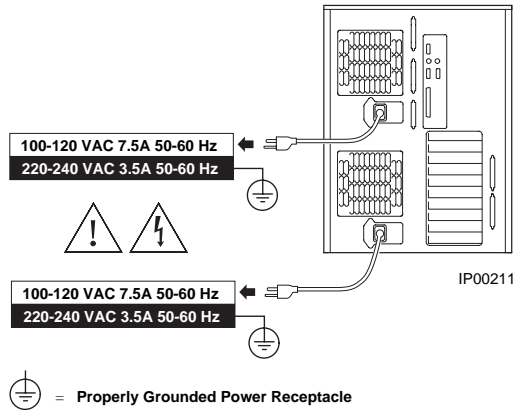 100-120 VAC 7.5A 50-60 Hz
220-240 VAC 3.5A 50-60 Hz
IP00211
100-120 VAC 7.5A 50-60 Hz
220-240 VAC 3.5A 50-60 Hz
= Properly Grounded Power Receptacle